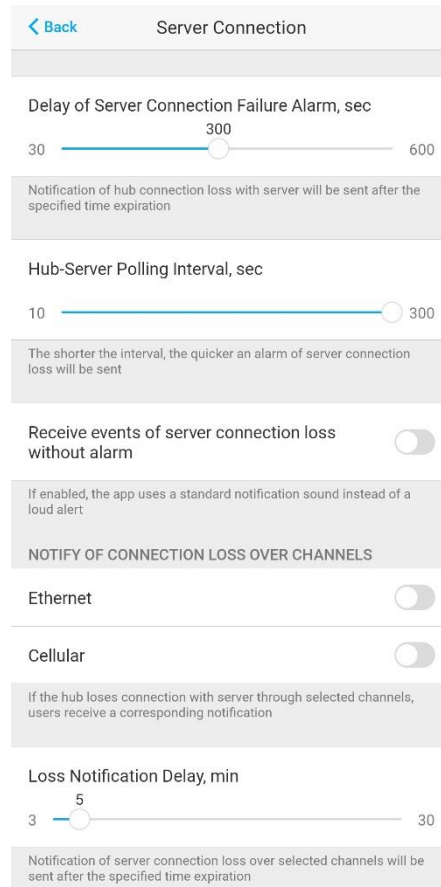 Back Server Connection
Delay of Server Connection Failure Alarm, sec
300
30 600
Notification of hub connection loss with server will be sent after the
specified time expiration
Hub-Server Polling Interval, sec
10 300
The shorter the interval, the quicker an alarm of server connection
loss will be sent
Receive events of server connection loss
without alarm
If enabled, the app uses a standard notification sound instead of a
loud alert
NOTIFY OF CONNECTION LOSS OVER CHANNELS
Ethernet
Cellular
If the hub loses connection with server through selected channels,
users receive a corresponding notification
Loss Notification Delay, min
5
3 30
Notification of server connection loss over selected channels will be
sent after the specified time expiration